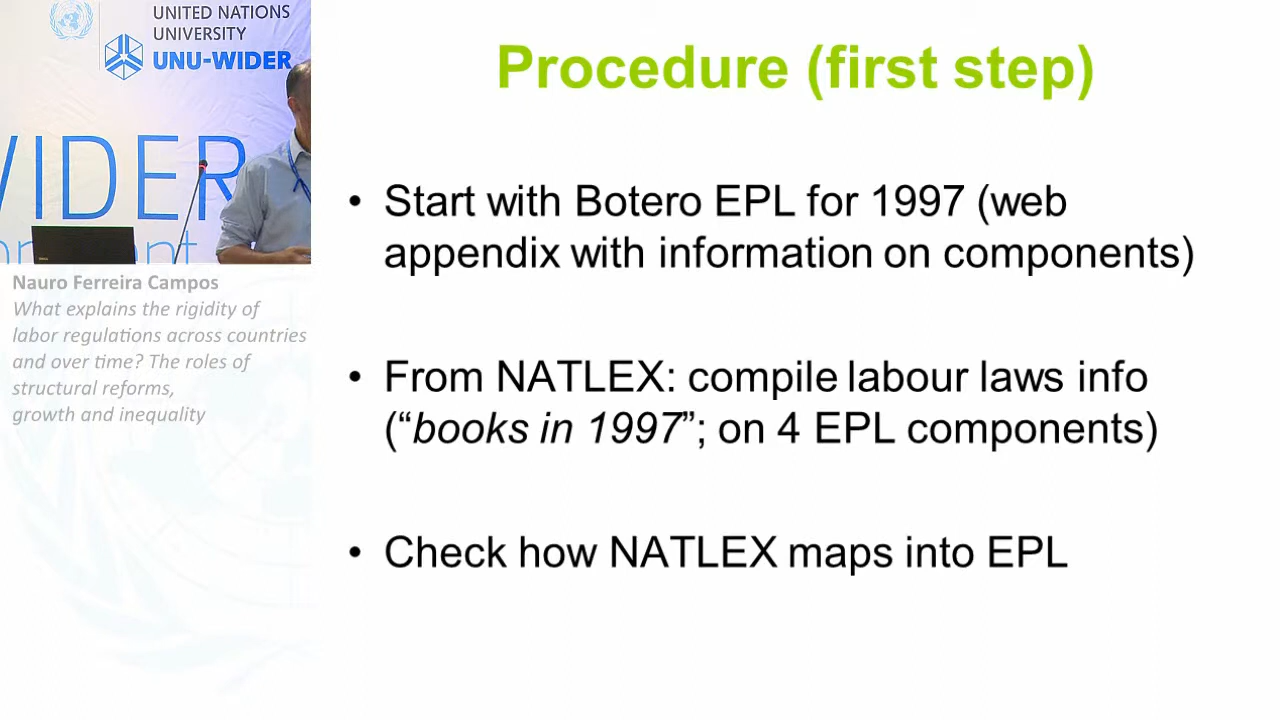 UNITED NATIONS
UNIVERSITY
UNU-WIDER
WIDER
Nauro Ferreira Campos
What explains the rigidity of
labor regulations across countries
and over time? The roles of
structural reforms,
growth and inequality
Procedure (first step)
• Start with Botero EPL for 1997 (web
appendix with information on components)
• From NATLEX: compile labour laws info
(“books in 1997”; on 4 EPL components)
• Check how NATLEX maps into EPL